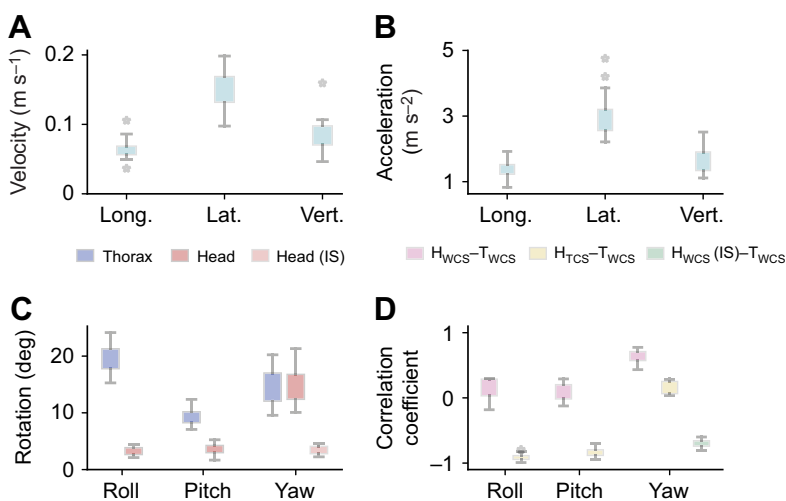 A
Velocity (m s⁻¹)
0.2
0.1
0
Long. Lat. Vert.
B
Acceleration
(m s⁻²)
5
3
1
Long. Lat. Vert.
Thorax Head Head (IS)
H_WCS–T_WCS H_TCS–T_WCS H_WCS (IS)–T_WCS
C
Rotation (deg)
20
10
0
Roll Pitch Yaw
D
Correlation
coefficient
1
0
–1
Roll Pitch Yaw